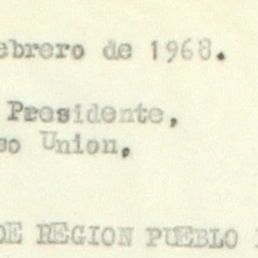 ebrero de 1968.
Presidente,
so Union,
DE REGION PUEBLO